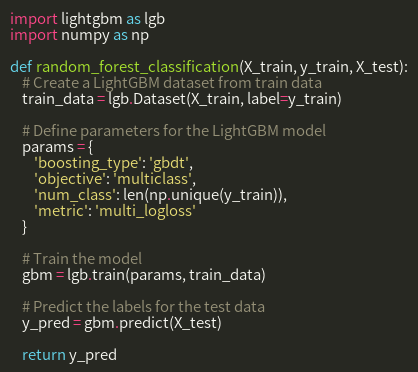 import lightgbm as lgb
import numpy as np
def random_forest_classification(X_train, y_train, X_test):
# Create a LightGBM dataset from train data
train_data = lgb.Dataset(X_train, label=y_train)
# Define parameters for the LightGBM model
params = {
'boosting_type': 'gbdt',
'objective': 'multiclass',
'num_class': len(np.unique(y_train)),
'metric': 'multi_logloss'
}
# Train the model
gbm = lgb.train(params, train_data)
# Predict the labels for the test data
y_pred = gbm.predict(X_test)
return y_pred